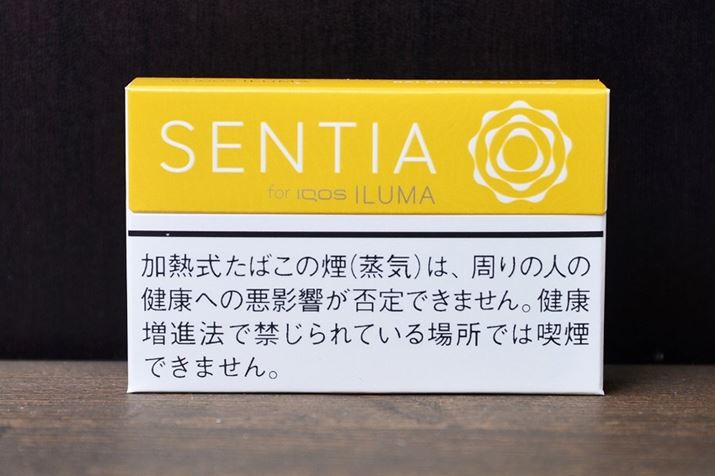 SENTIA
for IQOS ILUMA
加熱式たばこの煙(蒸気)は、周りの人の
健康への悪影響が否定できません。健康
増進法で禁じられている場所では喫煙
できません。